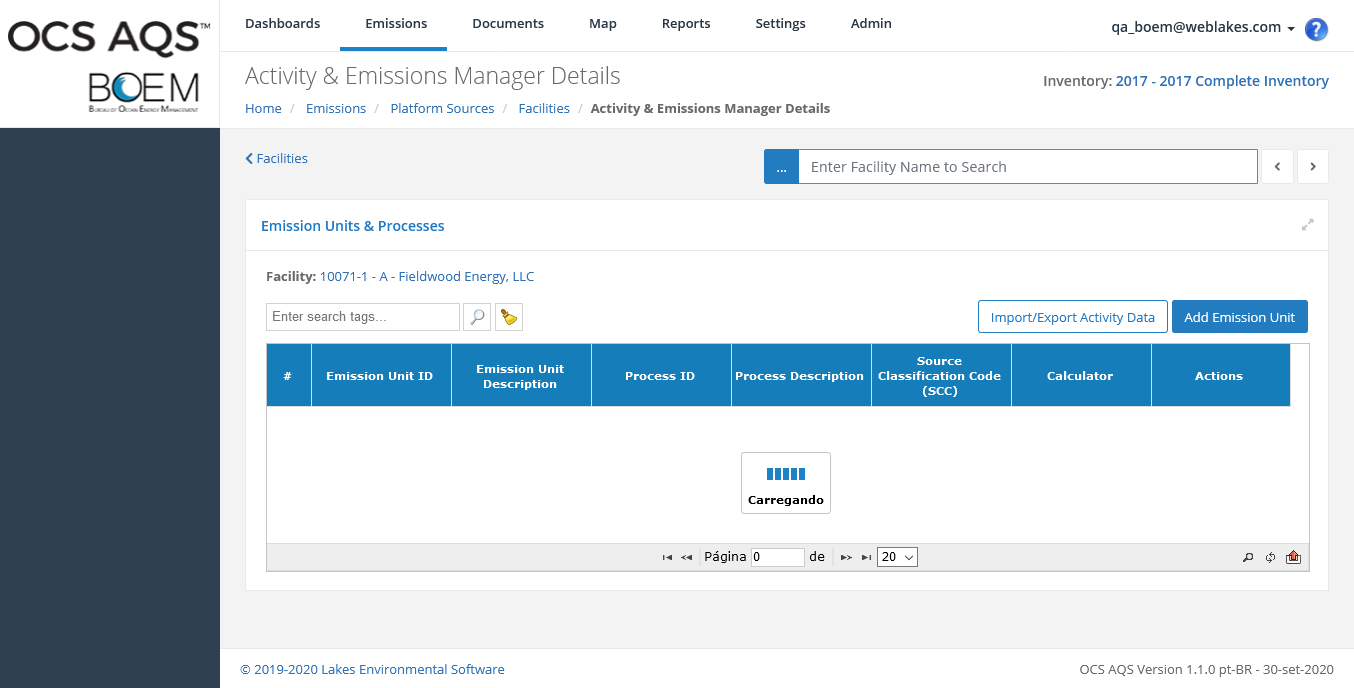 OCS AQS™
BOEM
Bureau of Ocean Energy Management
Dashboards Emissions Documents Map Reports Settings Admin
qa_boem@weblakes.com
?
Activity & Emissions Manager Details
Inventory: 2017 - 2017 Complete Inventory
Home / Emissions / Platform Sources / Facilities / Activity & Emissions Manager Details
Facilities
... Enter Facility Name to Search
Emission Units & Processes
Facility: 10071-1 - A - Fieldwood Energy, LLC
Enter search tags...
Import/Export Activity Data
Add Emission Unit
#
Emission Unit ID
Emission Unit
Description
Process ID
Process Description
Source
Classification Code
(SCC)
Calculator
Actions
Carregando
Página 0 de 20
© 2019-2020 Lakes Environmental Software
OCS AQS Version 1.1.0 pt-BR - 30-set-2020